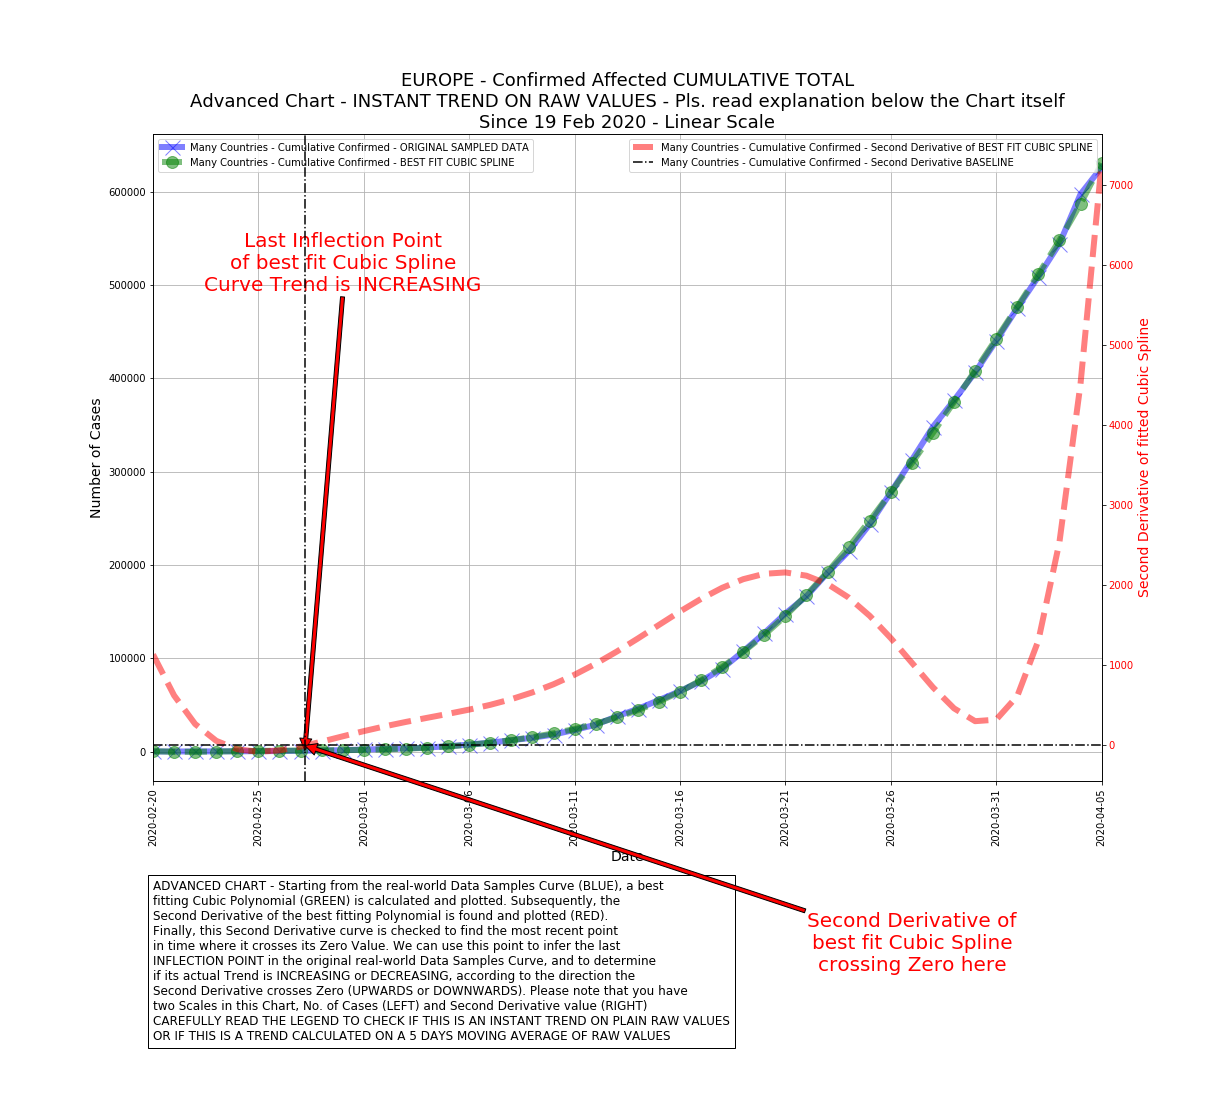 EUROPE - Confirmed Affected CUMULATIVE TOTAL
Advanced Chart - INSTANT TREND ON RAW VALUES - Pls. read explanation below the Chart itself
Since 19 Feb 2020 - Linear Scale
Many Countries - Cumulative Confirmed - ORIGINAL SAMPLED DATA
Many Countries - Cumulative Confirmed - BEST FIT CUBIC SPLINE
Many Countries - Cumulative Confirmed - Second Derivative of BEST FIT CUBIC SPLINE
Many Countries - Cumulative Confirmed - Second Derivative BASELINE
Last Inflection Point
of best fit Cubic Spline
Curve Trend is INCREASING
Number of Cases
600000
500000
400000
300000
200000
100000
0
7000
6000
5000
4000
3000
2000
1000
0
Second Derivative of fitted Cubic Spline
2020-02-20
2020-02-25
2020-03-01
2020-03-06
2020-03-11
2020-03-16
2020-03-21
2020-03-26
2020-03-31
2020-04-05
Date
ADVANCED CHART - Starting from the real-world Data Samples Curve (BLUE), a best
fitting Cubic Polynomial (GREEN) is calculated and plotted. Subsequently, the
Second Derivative of the best fitting Polynomial is found and plotted (RED).
Finally, this Second Derivative curve is checked to find the most recent point
in time where it crosses its Zero Value. We can use this point to infer the last
INFLECTION POINT in the original real-world Data Samples Curve, and to determine
if its actual Trend is INCREASING or DECREASING, according to the direction the
Second Derivative crosses Zero (UPWARDS or DOWNWARDS). Please note that you have
two Scales in this Chart, No. of Cases (LEFT) and Second Derivative value (RIGHT)
CAREFULLY READ THE LEGEND TO CHECK IF THIS IS AN INSTANT TREND ON PLAIN RAW VALUES
OR IF THIS IS A TREND CALCULATED ON A 5 DAYS MOVING AVERAGE OF RAW VALUES
Second Derivative of
best fit Cubic Spline
crossing Zero here